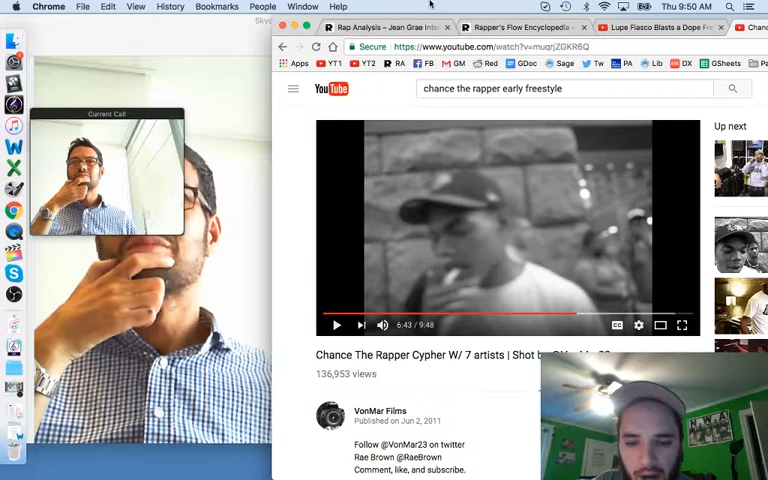 Chrome File Edit View History Bookmarks People Window Help Thu 9:50 AM
Sky
Current Call
Rap Analysis – Jean Grae Inte
Rapper's Flow Encyclopedia –
Lupe Fiasco Blasts a Dope Fre
Chanc
Secure https://www.youtube.com/watch?v=muqrjZGKR6Q
Apps YT1 YT2 RA FB GM GDoc Sage Tw PA Lib DX GSheets
YouTube
chance the rapper early freestyle
Up next
6:43 / 9:48
Chance The Rapper Cypher W/ 7 artists | Shot
136,953 views
VonMar Films
Published on Jun 2, 2011
Follow @VonMar23 on twitter
Rae Brown @RaeBrown
Comment, like, and subscribe.